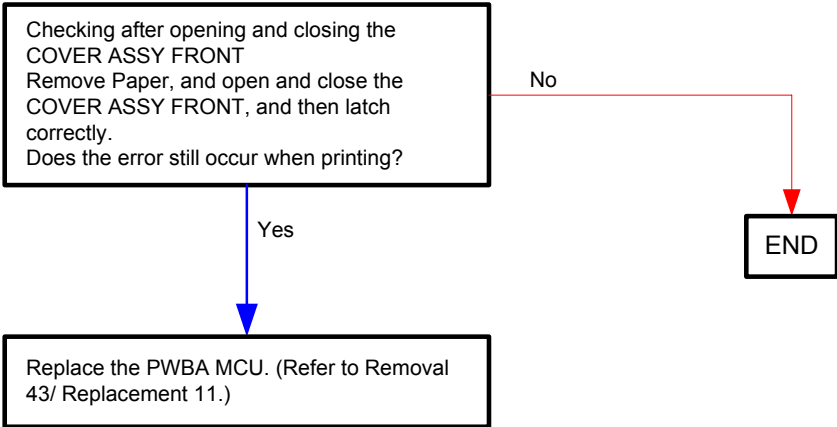 Checking after opening and closing the
COVER ASSY FRONT
Remove Paper, and open and close the
COVER ASSY FRONT, and then latch
correctly.
Does the error still occur when printing?
No
END
Yes
Replace the PWBA MCU. (Refer to Removal
43/ Replacement 11.)